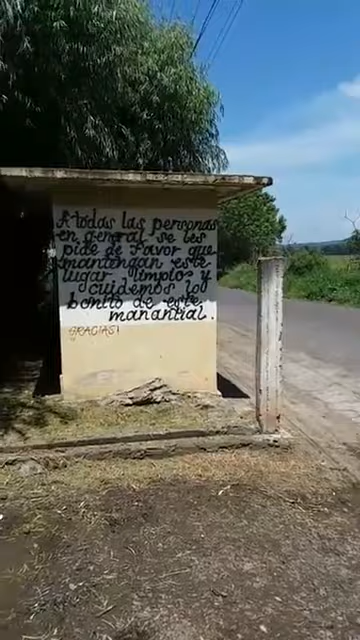 A todas las personas
en general se les
pide de Favor que
mantengan este
lugar limpios y
cuidemos lo
bonito de este
manantial.
GRACIAS!